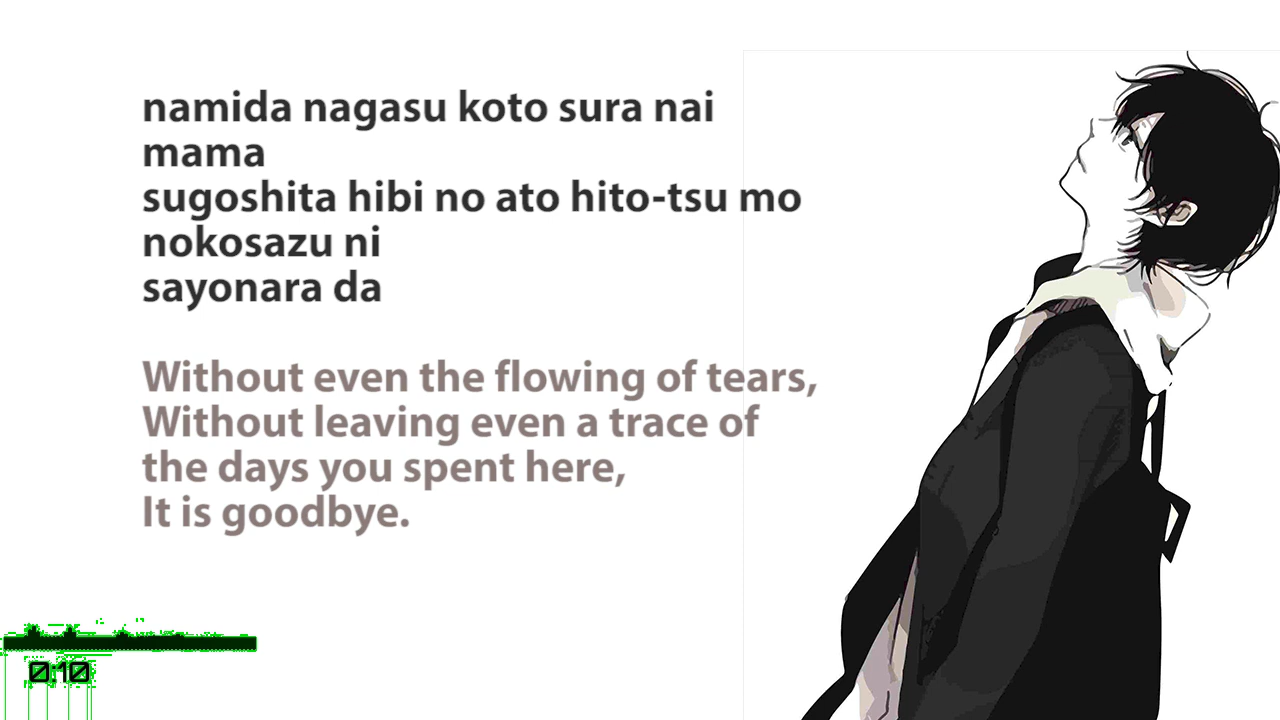 namida nagasu koto sura nai
mama
sugoshita hibi no ato hito-tsu mo
nokosazu ni
sayonara da
Without even the flowing of tears,
Without leaving even a trace of
the days you spent here,
It is goodbye.
0:10